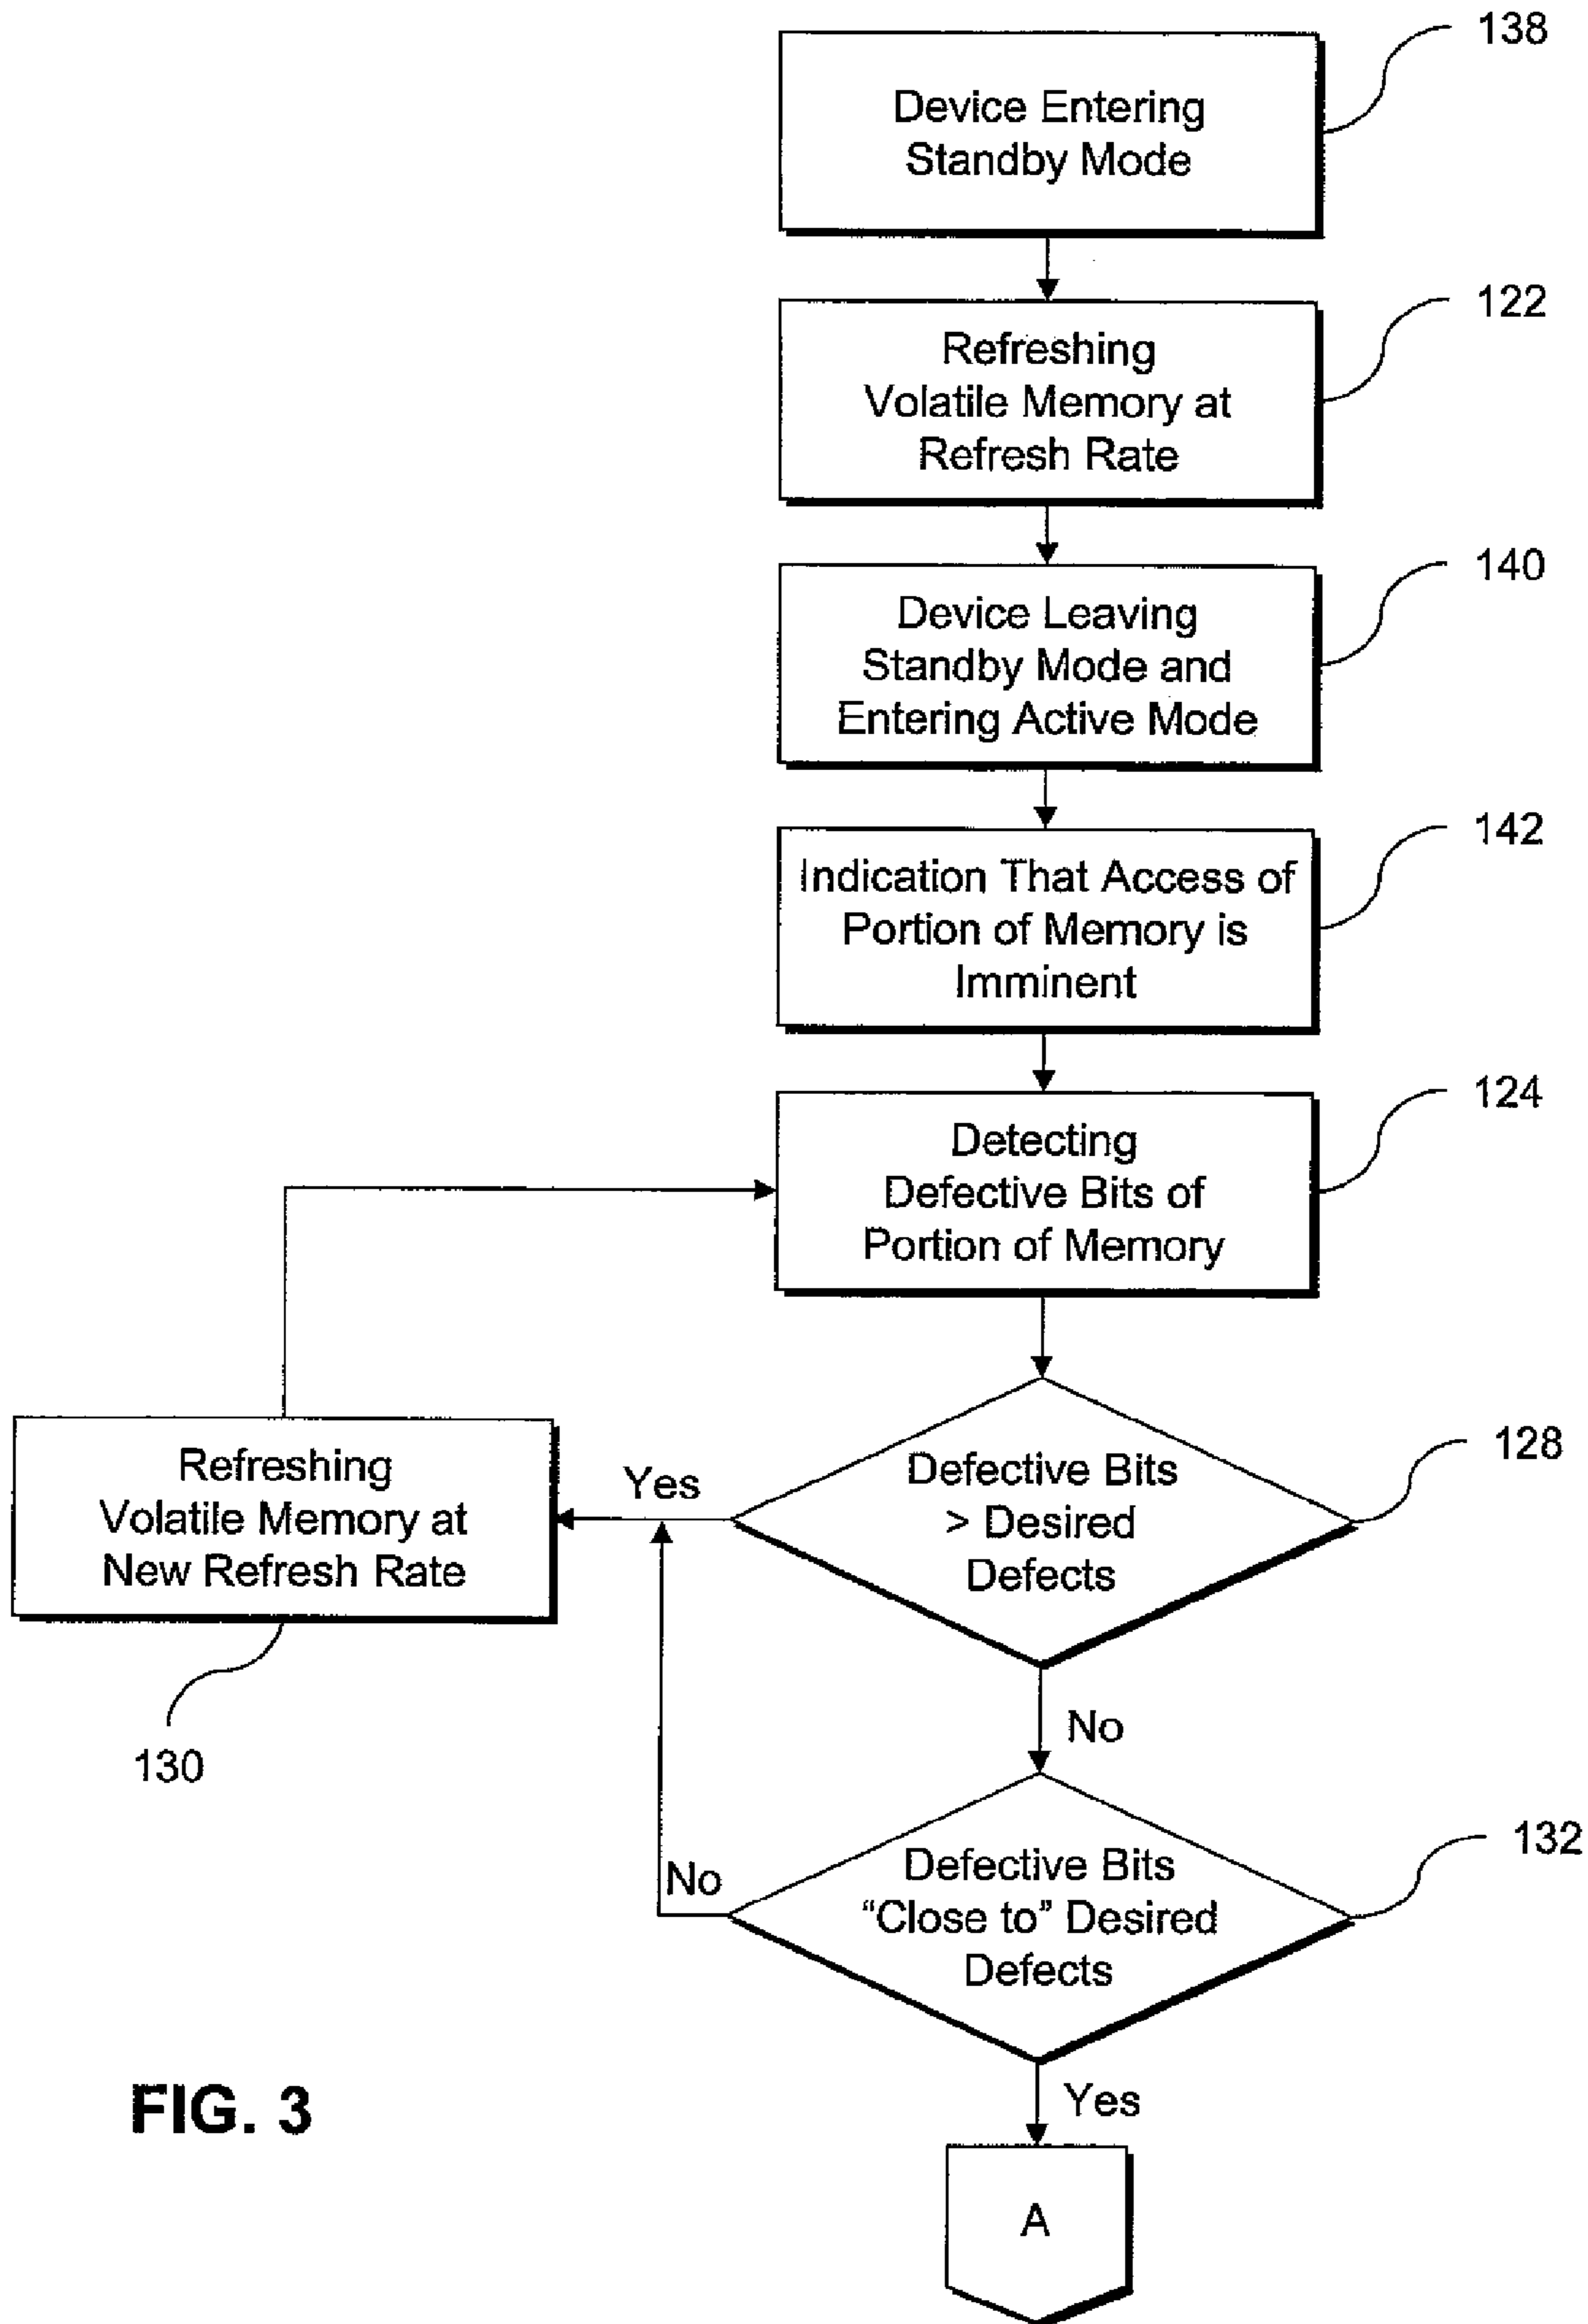 138
Device Entering
Standby Mode
122
Refreshing
Volatile Memory at
Refresh Rate
140
Device Leaving
Standby Mode and
Entering Active Mode
142
Indication That Access of
Portion of Memory is
Imminent
124
Detecting
Defective Bits of
Portion of Memory
128
Defective Bits
> Desired
Defects
Yes
Refreshing
Volatile Memory at
New Refresh Rate
130
No
132
Defective Bits
“Close to” Desired
Defects
No
Yes
A
FIG. 3